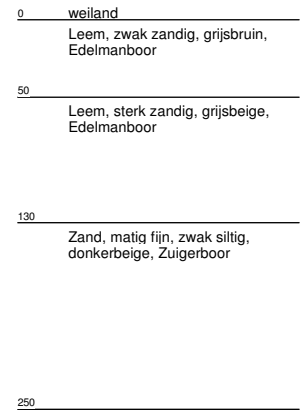 0 weiland
Leem, zwak zandig, grijsbruin,
Edelmanboor
50
Leem, sterk zandig, grijsbeige,
Edelmanboor
130
Zand, matig fijn, zwak siltig,
donkerbeige, Zuigerboor
250